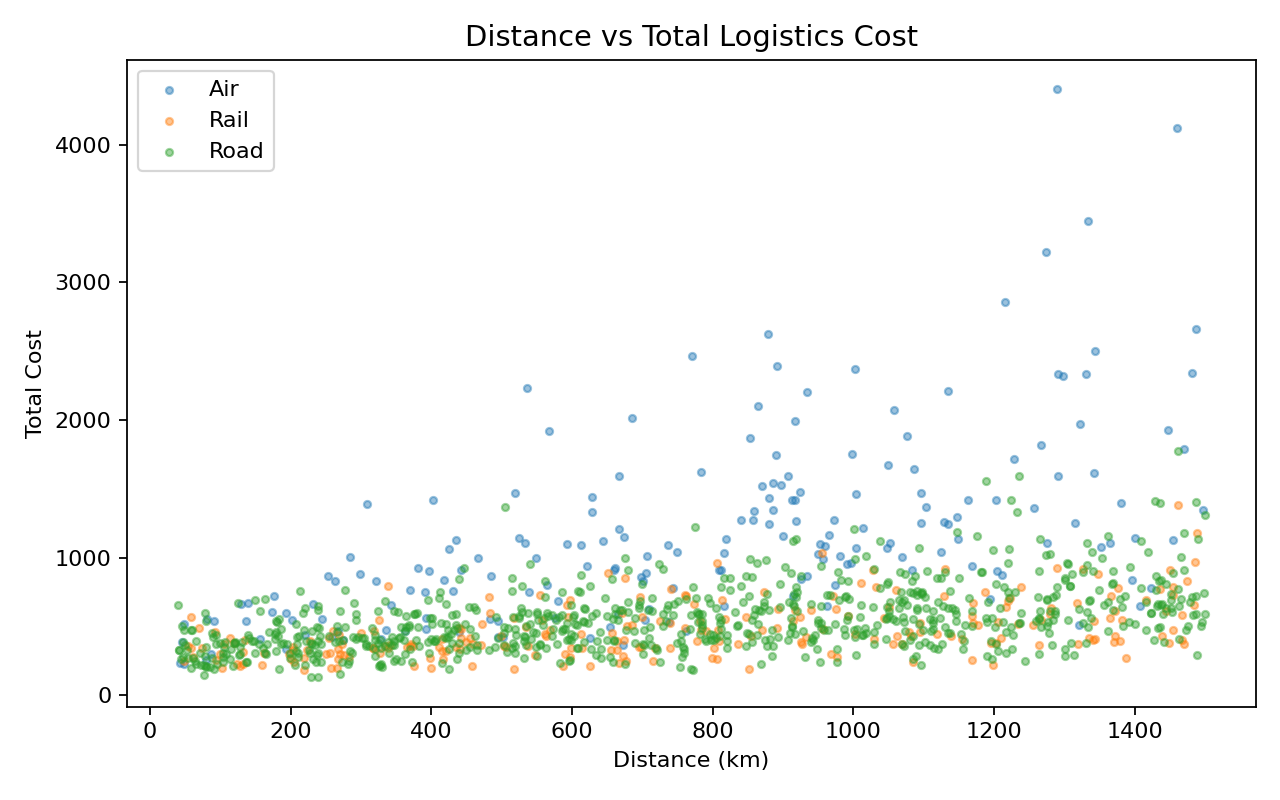 Distance vs Total Logistics Cost
Air
Rail
Road
Total Cost
4000
3000
2000
1000
0
0 200 400 600 800 1000 1200 1400
Distance (km)